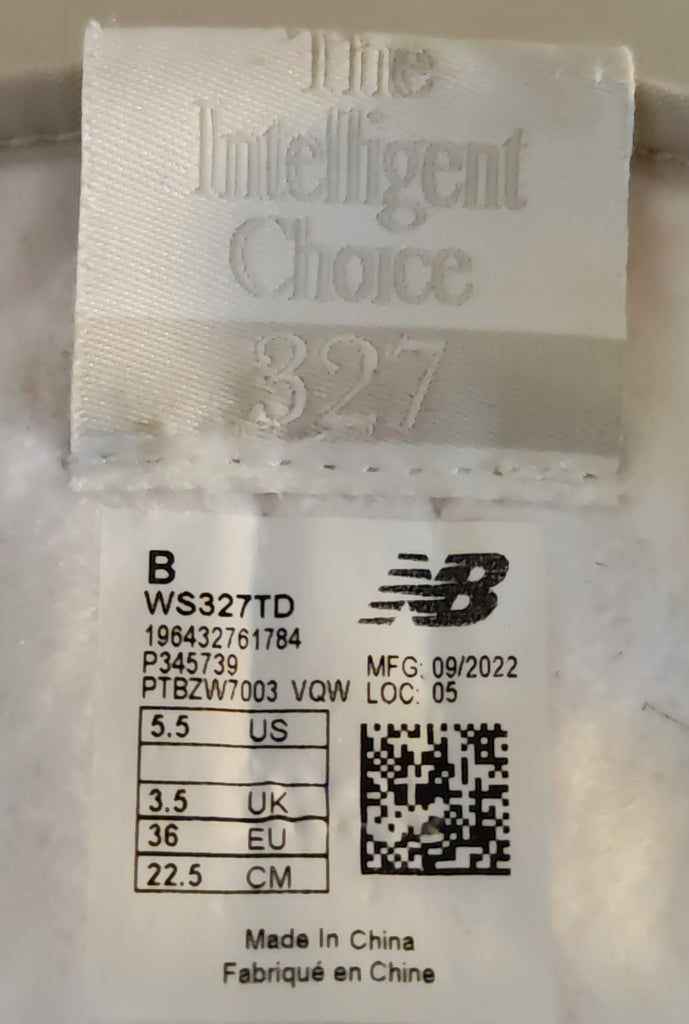 The
Intelligent
Choice
327
B
NB
WS327TD
196432761784
P345739
MFG: 09/2022
PTBZW7003 VQW LOC: 05
5.5 US
3.5 UK
36 EU
22.5 CM
Made In China
Fabriqué en Chine